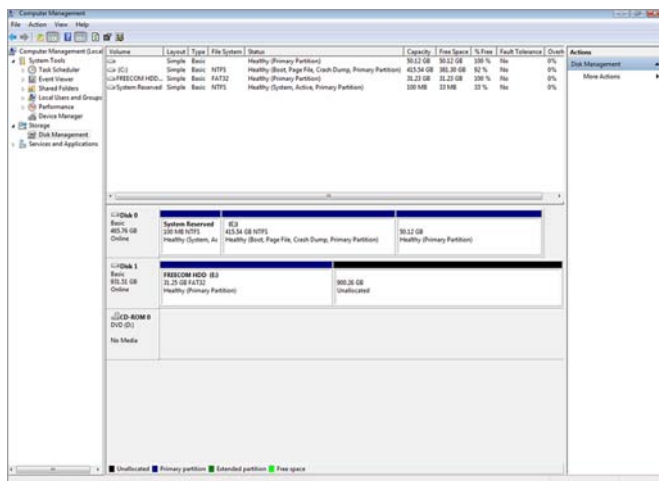 Computer Management
File Action View Help
Computer Management (Local
System Tools
Task Scheduler
Event Viewer
Shared Folders
Local Users and Groups
Performance
Device Manager
Storage
Disk Management
Services and Applications
Volume Layout Type File System Status Capacity Free Space % Free Fault Tolerance Overh
Simple Basic Healthy (Primary Partition) 50.12 GB 50.12 GB 100 % No 0%
(C:) Simple Basic NTFS Healthy (Boot, Page File, Crash Dump, Primary Partition) 415.54 GB 381.30 GB 92 % No 0%
FREECOM HDD... Simple Basic FAT32 Healthy (Primary Partition) 31.23 GB 31.23 GB 100 % No 0%
System Reserved Simple Basic NTFS Healthy (System, Active, Primary Partition) 100 MB 33 MB 33 % No 0%
Actions
Disk Management
More Actions
Disk 0
Basic
465.76 GB
Online
System Reserved
100 MB NTFS
Healthy (System, Ac
(C:)
415.54 GB NTFS
Healthy (Boot, Page File, Crash Dump, Primary Partition)
50.12 GB
Healthy (Primary Partition)
Disk 1
Basic
931.51 GB
Online
FREECOM HDD (E:)
31.25 GB FAT32
Healthy (Primary Partition)
900.26 GB
Unallocated
CD-ROM 0
DVD (D:)
No Media
Unallocated Primary partition Extended partition Free space